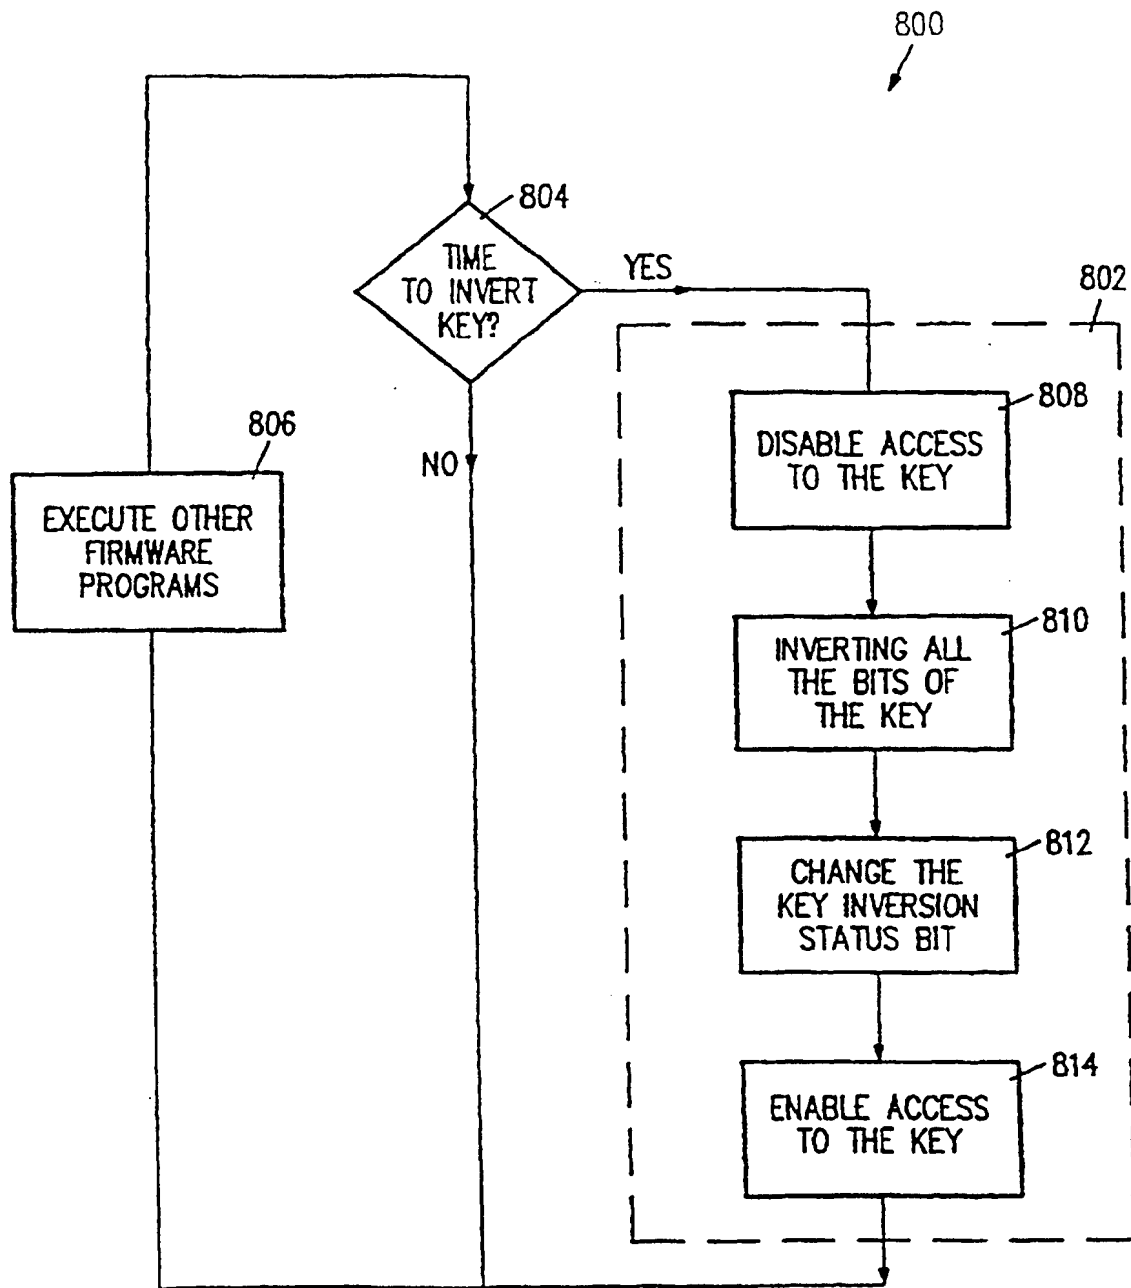 800
804
TIME
TO INVERT
KEY?
YES
802
808
DISABLE ACCESS
TO THE KEY
806
NO
EXECUTE OTHER
FIRMWARE
PROGRAMS
810
INVERTING ALL
THE BITS OF
THE KEY
812
CHANGE THE
KEY INVERSION
STATUS BIT
814
ENABLE ACCESS
TO THE KEY